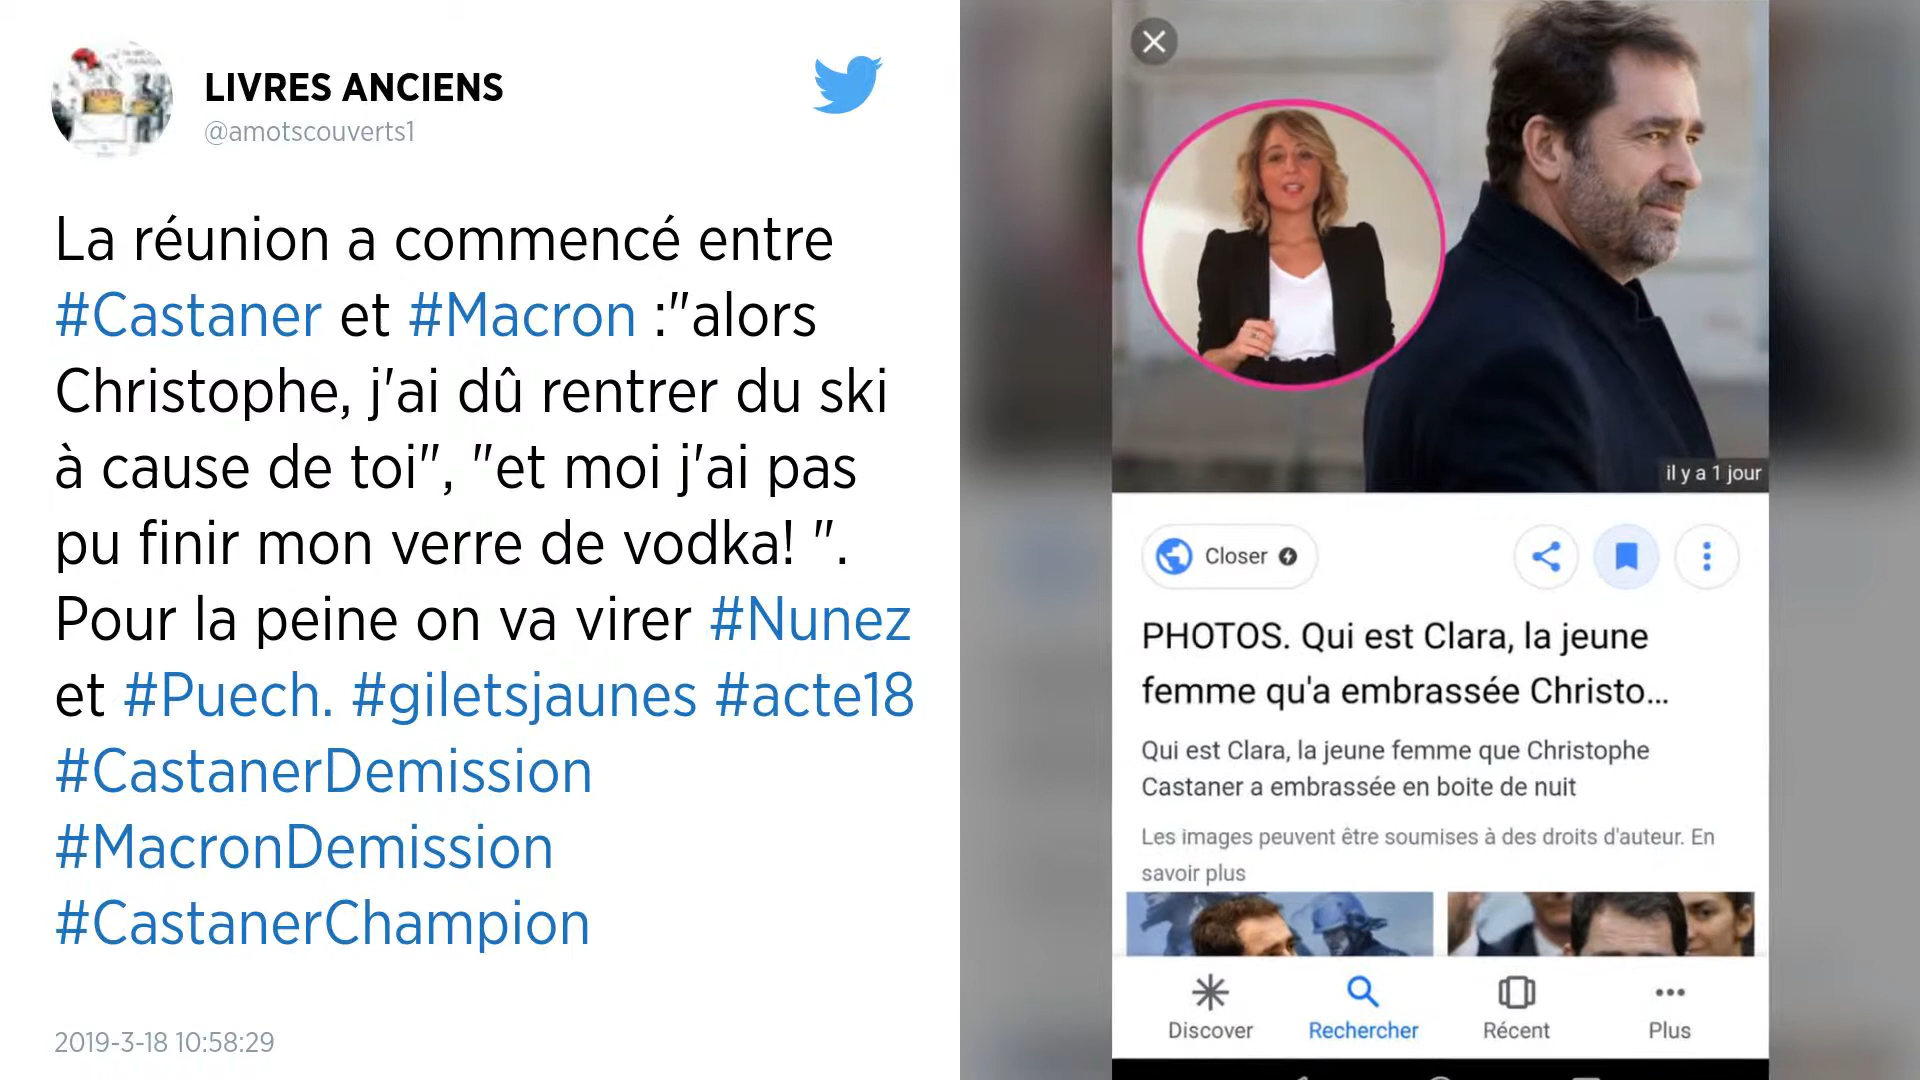 LIVRES ANCIENS
@amotscouverts1
La réunion a commencé entre
#Castaner et #Macron :"alors
Christophe, j'ai dû rentrer du ski
à cause de toi", "et moi j'ai pas
pu finir mon verre de vodka! ".
Pour la peine on va virer #Nunez
et #Puech. #giletsjaunes #acte18
#CastanerDemission
#MacronDemission
#CastanerChampion
2019-3-18 10:58:29
il y a 1 jour
Closer
PHOTOS. Qui est Clara, la jeune
femme qu'a embrassée Christo...
Qui est Clara, la jeune femme que Christophe
Castaner a embrassée en boite de nuit
Les images peuvent être soumises à des droits d'auteur. En
savoir plus
Discover
Rechercher
Récent
Plus